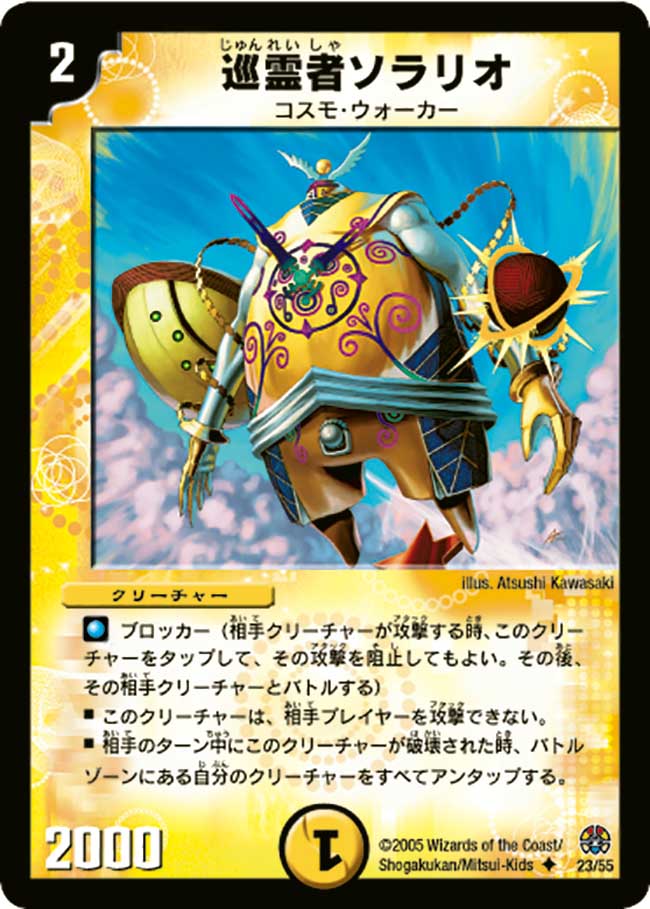 2
じゅんれいしゃ
巡霊者ソラリオ
コスモ・ウォーカー
illus. Atsushi Kawasaki
クリーチャー
ブロッカー（相手クリーチャーが攻撃する時、このクリー
チャーをタップして、その攻撃を阻止してもよい。その後、
その相手クリーチャーとバトルする）
■ このクリーチャーは、相手プレイヤーを攻撃できない。
■ 相手のターン中にこのクリーチャーが破壊された時、バトル
ゾーンにある自分のクリーチャーをすべてアンタップする。
2000
1
©2005 Wizards of the Coast/
Shogakukan/Mitsui-Kids
23/55